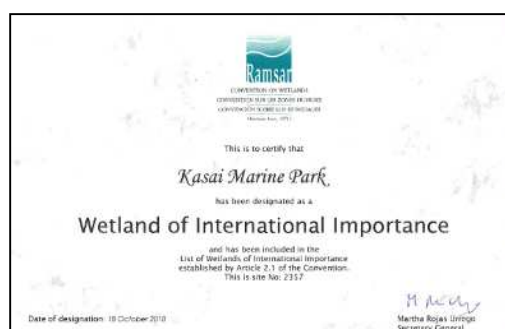 Ramsar
CONVENTION ON WETLANDS
This is to certify that
Kasai Marine Park
has been designated as a
Wetland of International Importance
and has been included in the
List of Wetlands of International Importance
established by Article 2.1 of the Convention.
This is site No: 2357
Date of designation: 18 October 2018
Martha Rojas Urrego
Secretary General